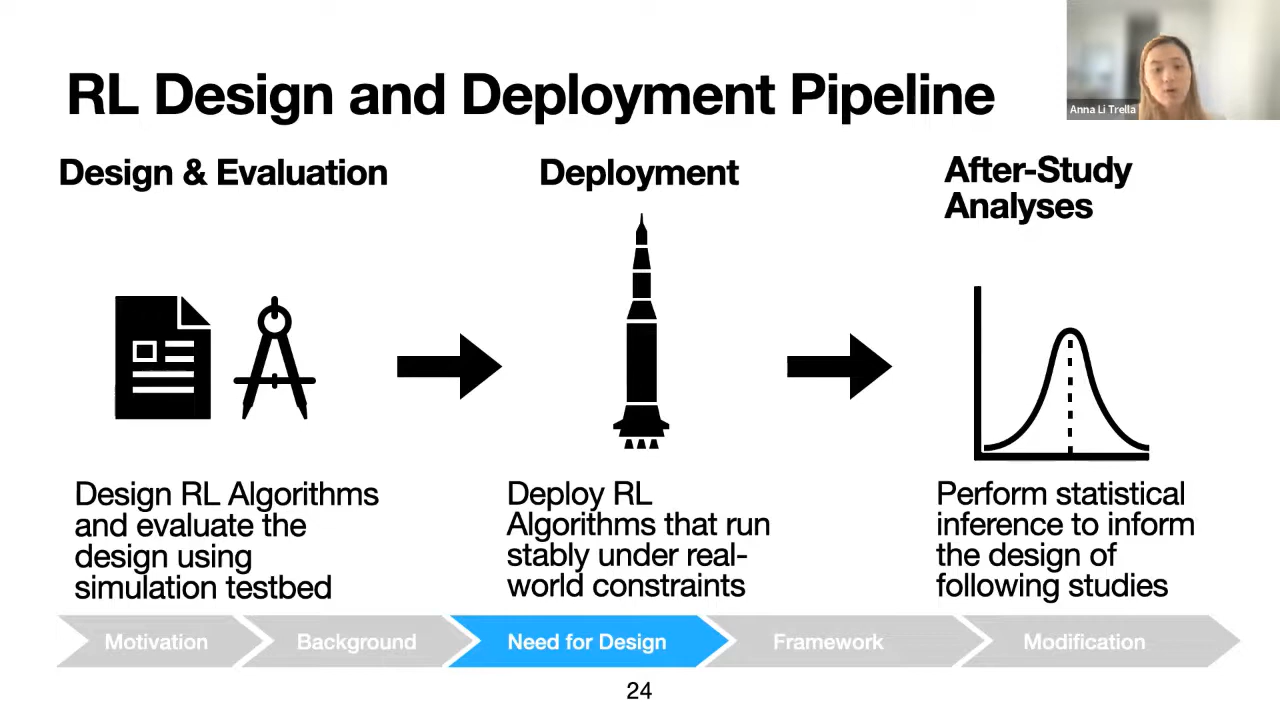 RL Design and Deployment Pipeline
Anna Li Trella
Design & Evaluation
Deployment
After-Study
Analyses
Design RL Algorithms
and evaluate the
design using
simulation testbed
Deploy RL
Algorithms that run
stably under real-
world constraints
Perform statistical
inference to inform
the design of
following studies
Motivation
Background
Need for Design
Framework
Modification
24